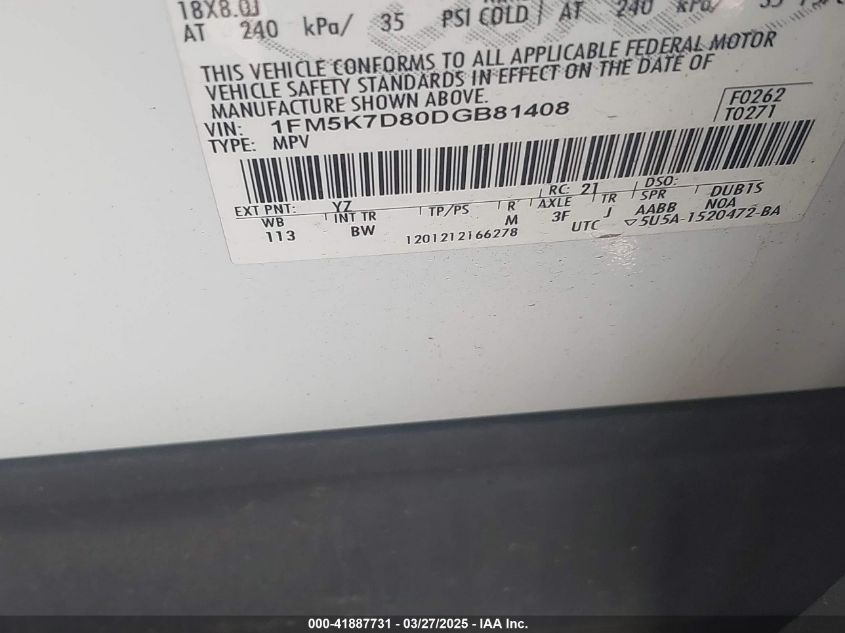 18X8.0J
AT 240 kPa/ 35 PSI COLD AT 240 kPa/ 35
THIS VEHICLE CONFORMS TO ALL APPLICABLE FEDERAL MOTOR
VEHICLE SAFETY STANDARDS IN EFFECT ON THE DATE OF
MANUFACTURE SHOWN ABOVE.
VIN: 1FM5K7D80DGB81408
TYPE: MPV
F0262
T0271
RC: 21 DSO:
EXT PNT: YZ
WB INT TR TP/PS R AXLE TR SPR DUB1S
113 BW M 3F J AABB N0A
1201212166278 UTC ▽5U5A-1520472-BA
000-41887731 - 03/27/2025 - IAA Inc.